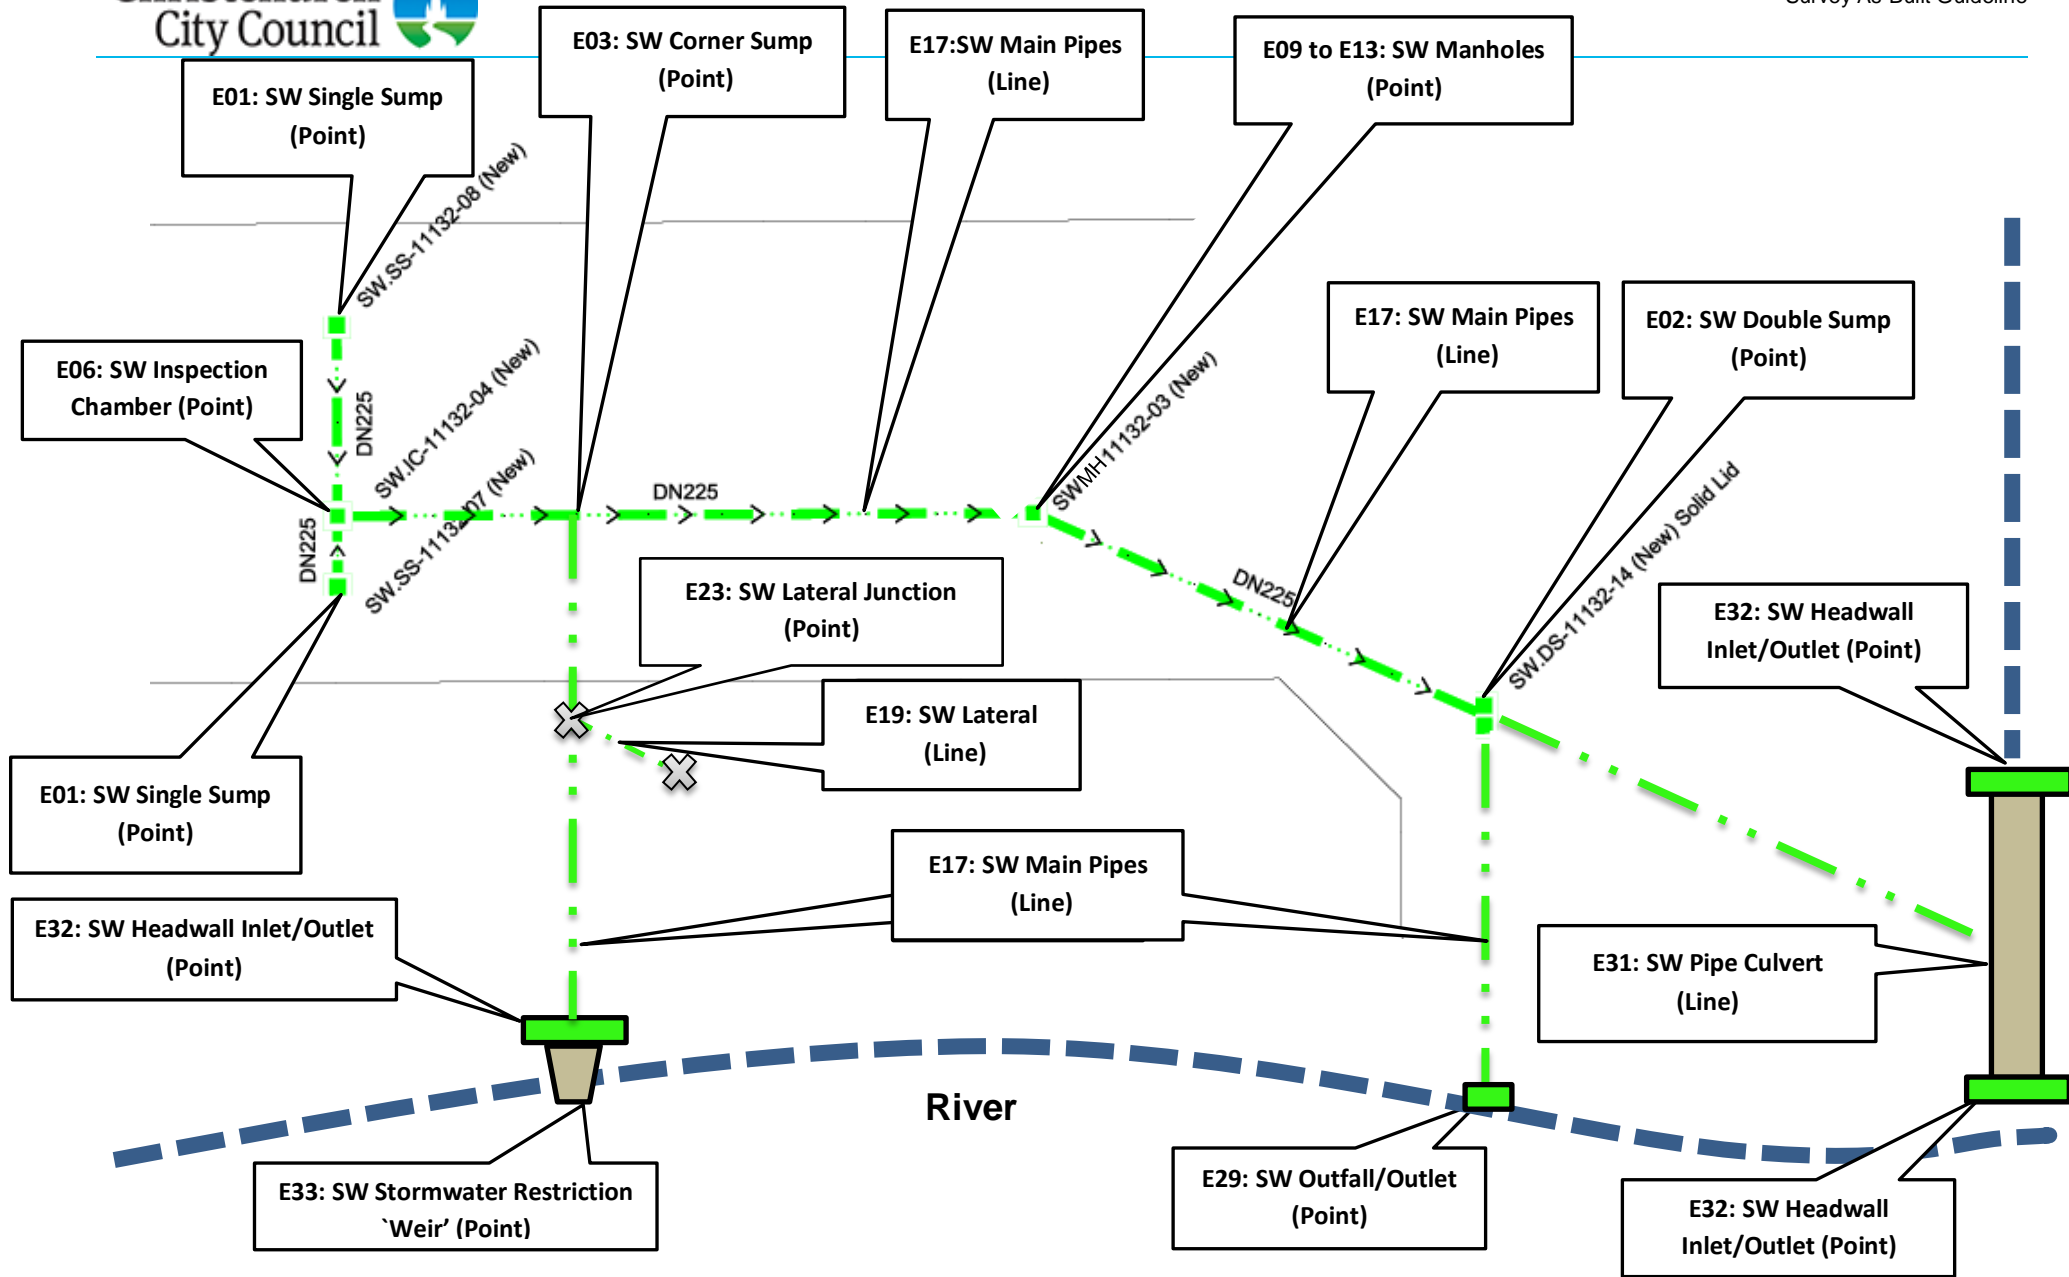 City Council
E03: SW Corner Sump
(Point)
E17:SW Main Pipes
(Line)
E09 to E13: SW Manholes
(Point)
E01: SW Single Sump
(Point)
SW.SS-11132-08 (New)
E17: SW Main Pipes
(Line)
E02: SW Double Sump
(Point)
E06: SW Inspection
Chamber (Point)
DN225
SW.IC-11132-04 (New)
SWMH11132-03 (New)
DN225
DN225
SW.SS-11132-07 (New)
SW.DS-11132-14 (New) Solid Lid
DN225
E23: SW Lateral Junction
(Point)
E32: SW Headwall
Inlet/Outlet (Point)
E19: SW Lateral
(Line)
E01: SW Single Sump
(Point)
E17: SW Main Pipes
(Line)
E32: SW Headwall Inlet/Outlet
(Point)
E31: SW Pipe Culvert
(Line)
River
E33: SW Stormwater Restriction
`Weir’ (Point)
E29: SW Outfall/Outlet
(Point)
E32: SW Headwall
Inlet/Outlet (Point)